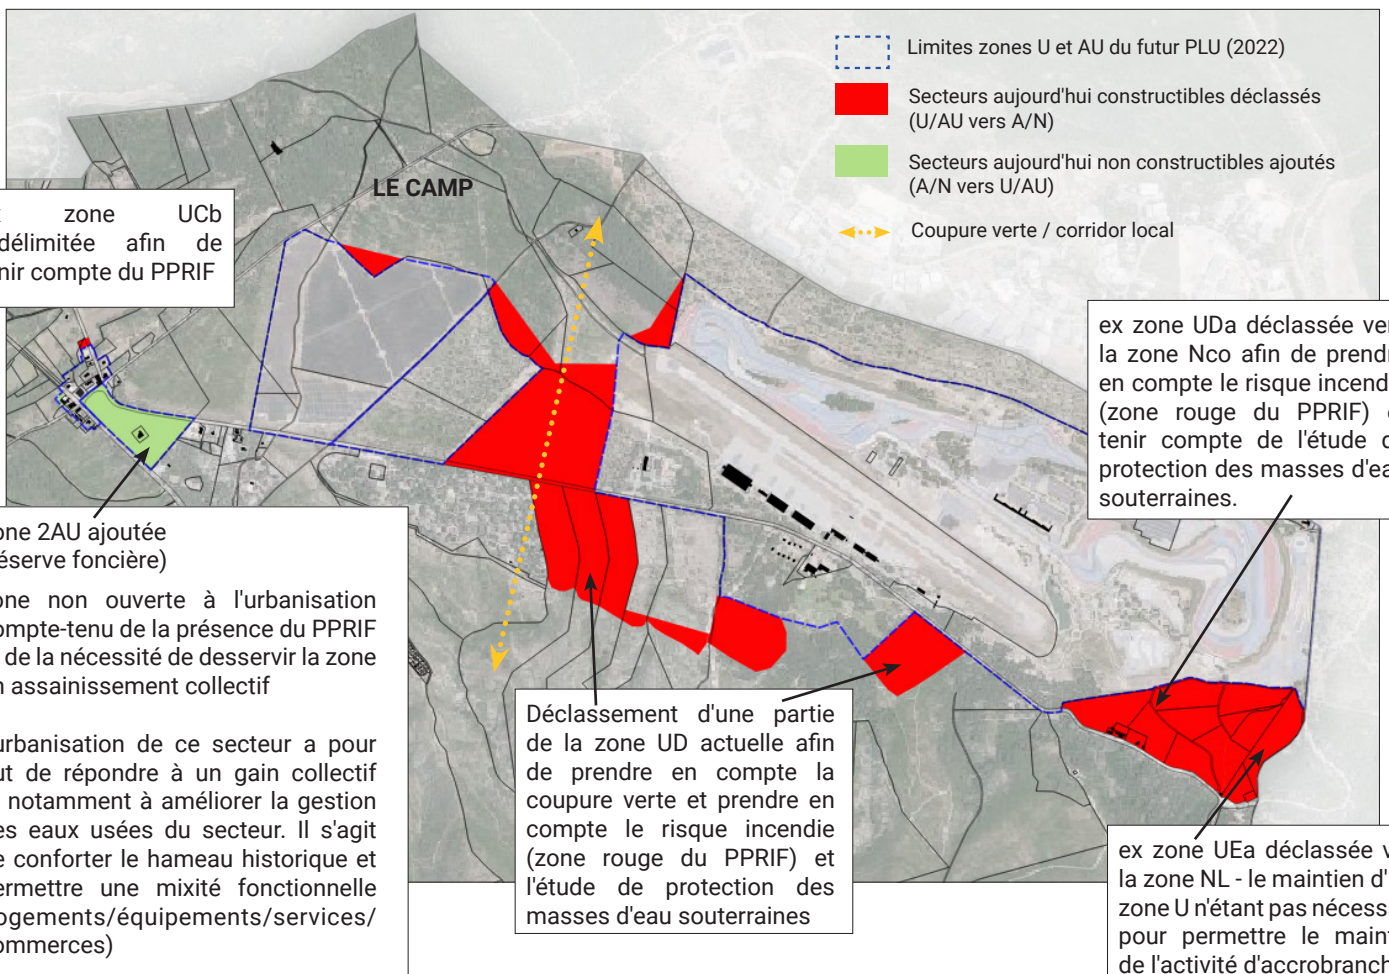 Limites zones U et AU du futur PLU (2022)
Secteurs aujourd'hui constructibles déclassés
(U/AU vers A/N)
Secteurs aujourd'hui non constructibles ajoutés
(A/N vers U/AU)
Coupure verte / corridor local
LE CAMP
zone UCb
délimitée afin de
nir compte du PPRIF
ex zone UDa déclassée ver
la zone Nco afin de prendr
en compte le risque incend
(zone rouge du PPRIF)
tenir compte de l'étude d
protection des masses d'ea
souterraines.
one 2AU ajoutée
éserve foncière)
one non ouverte à l'urbanisation
ompte-tenu de la présence du PPRIF
de la nécessité de desservir la zone
n assainissement collectif
urbanisation de ce secteur a pour
ut de répondre à un gain collectif
notamment à améliorer la gestion
es eaux usées du secteur. Il s'agit
e conforter le hameau historique et
ermettre une mixité fonctionnelle
ogements/équipements/services/
ommerces)
Déclassement d'une partie
de la zone UD actuelle afin
de prendre en compte la
coupure verte et prendre en
compte le risque incendie
(zone rouge du PPRIF) et
l'étude de protection des
masses d'eau souterraines
ex zone UEa déclassée v
la zone NL - le maintien d'
zone U n'étant pas nécess
pour permettre le maint
de l'activité d'accrobranch